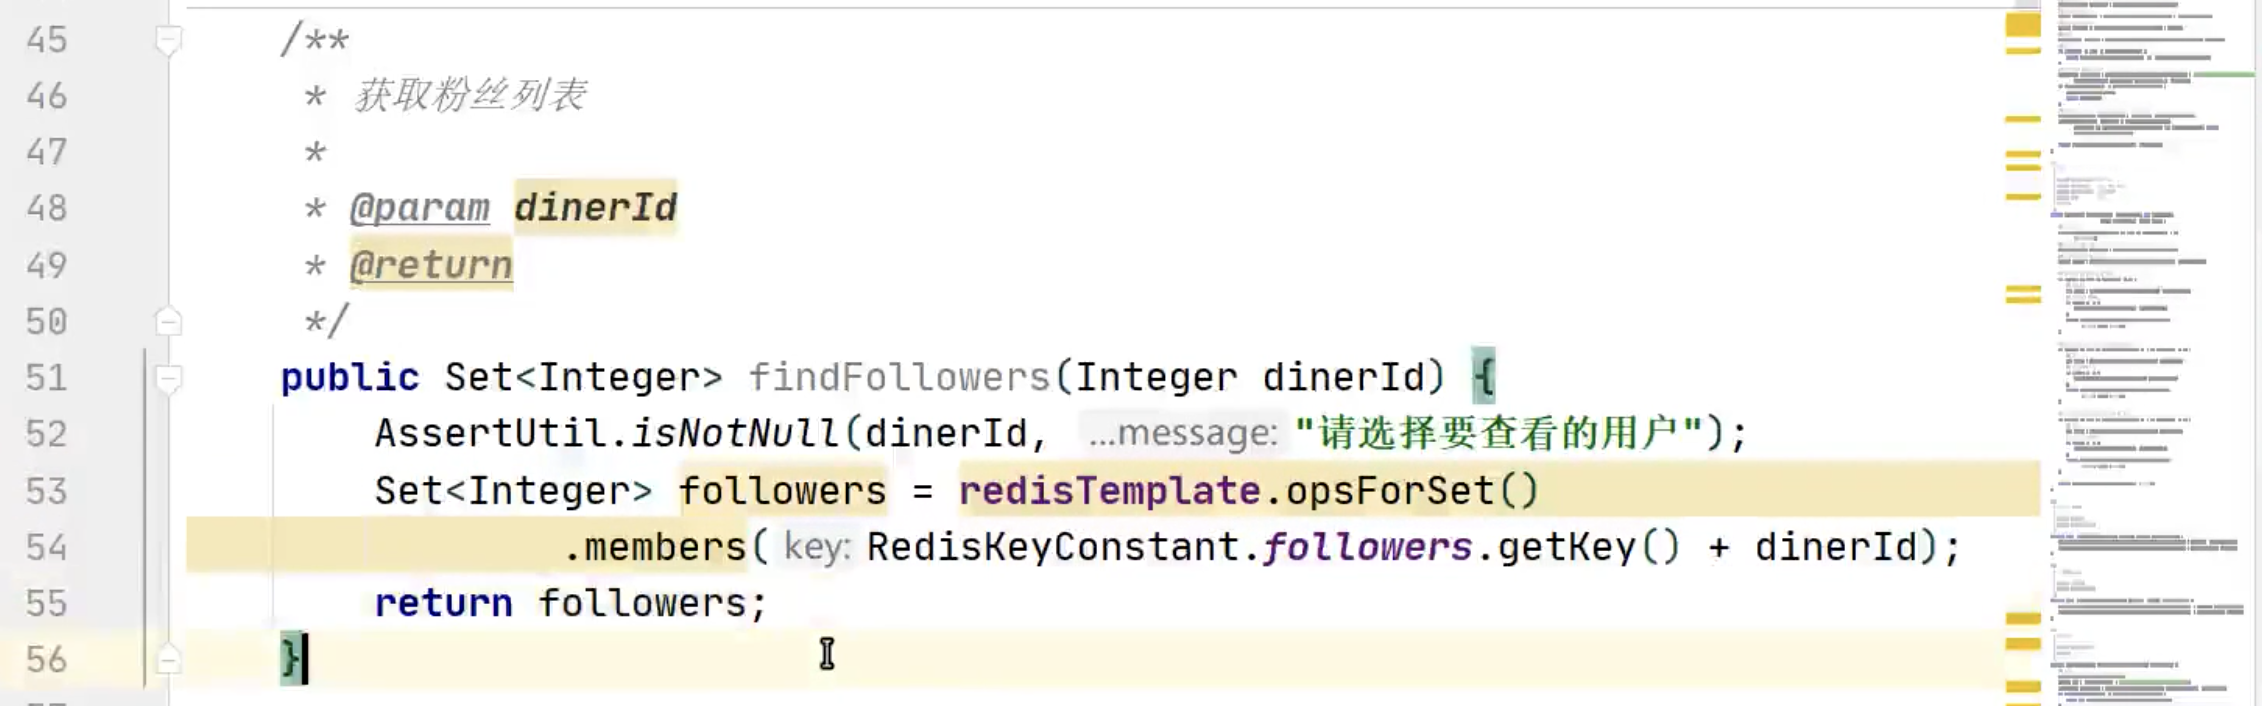 45 /**
46 * 获取粉丝列表
47 *
48 * @param dinerId
49 * @return
50 */
51 public Set<Integer> findFollowers(Integer dinerId) {
52 AssertUtil.isNotNull(dinerId, ...message: "请选择要查看的用户");
53 Set<Integer> followers = redisTemplate.opsForSet()
54 .members( key: RedisKeyConstant.followers.getKey() + dinerId);
55 return followers;
56 }